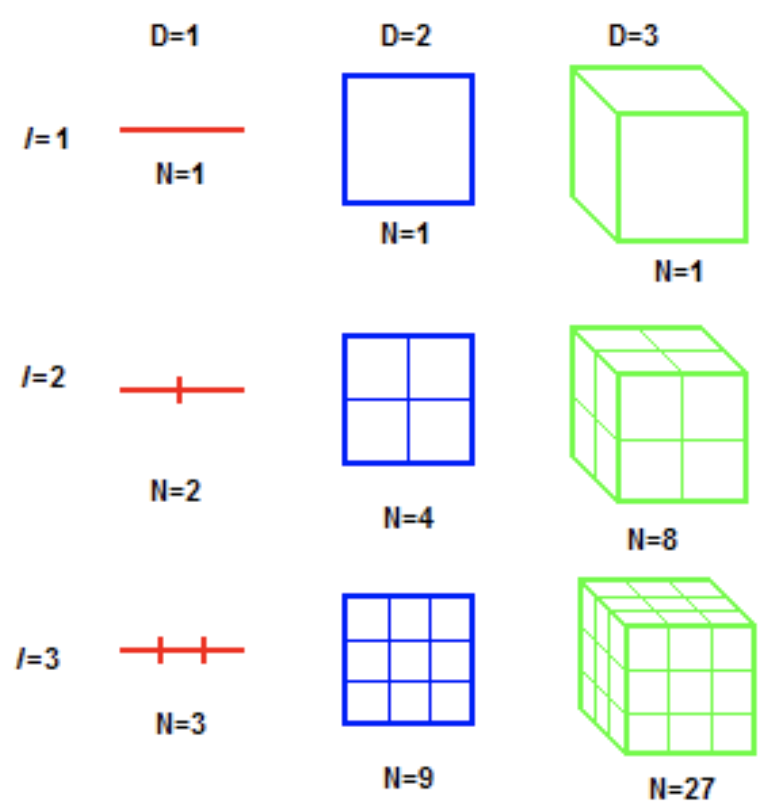 D=1 D=2 D=3
l=1
N=1
N=1
N=1
l=2
N=2
N=4
N=8
l=3
N=3
N=9
N=27